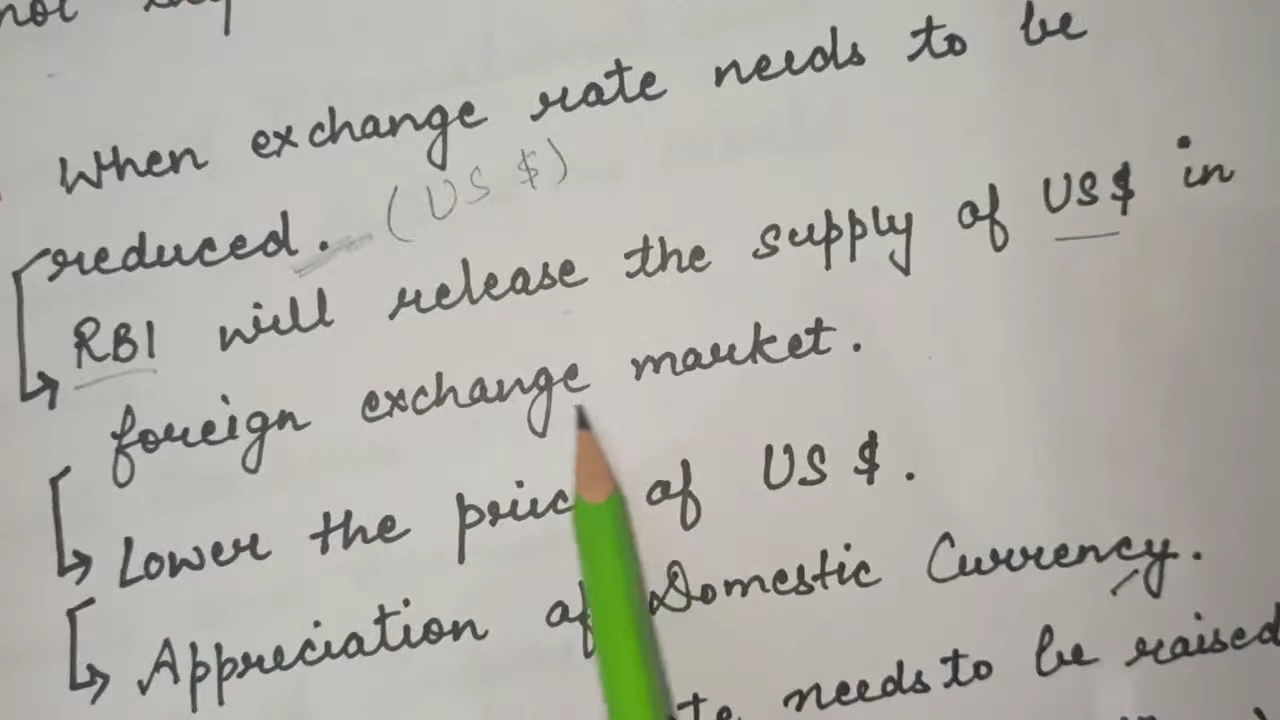 not
When exchange rate needs to be
reduced. (US $)
RBI will release the supply of US$ in
foreign exchange market.
Lower the price of US $.
Appreciation of Domestic Currency.
needs to be raised